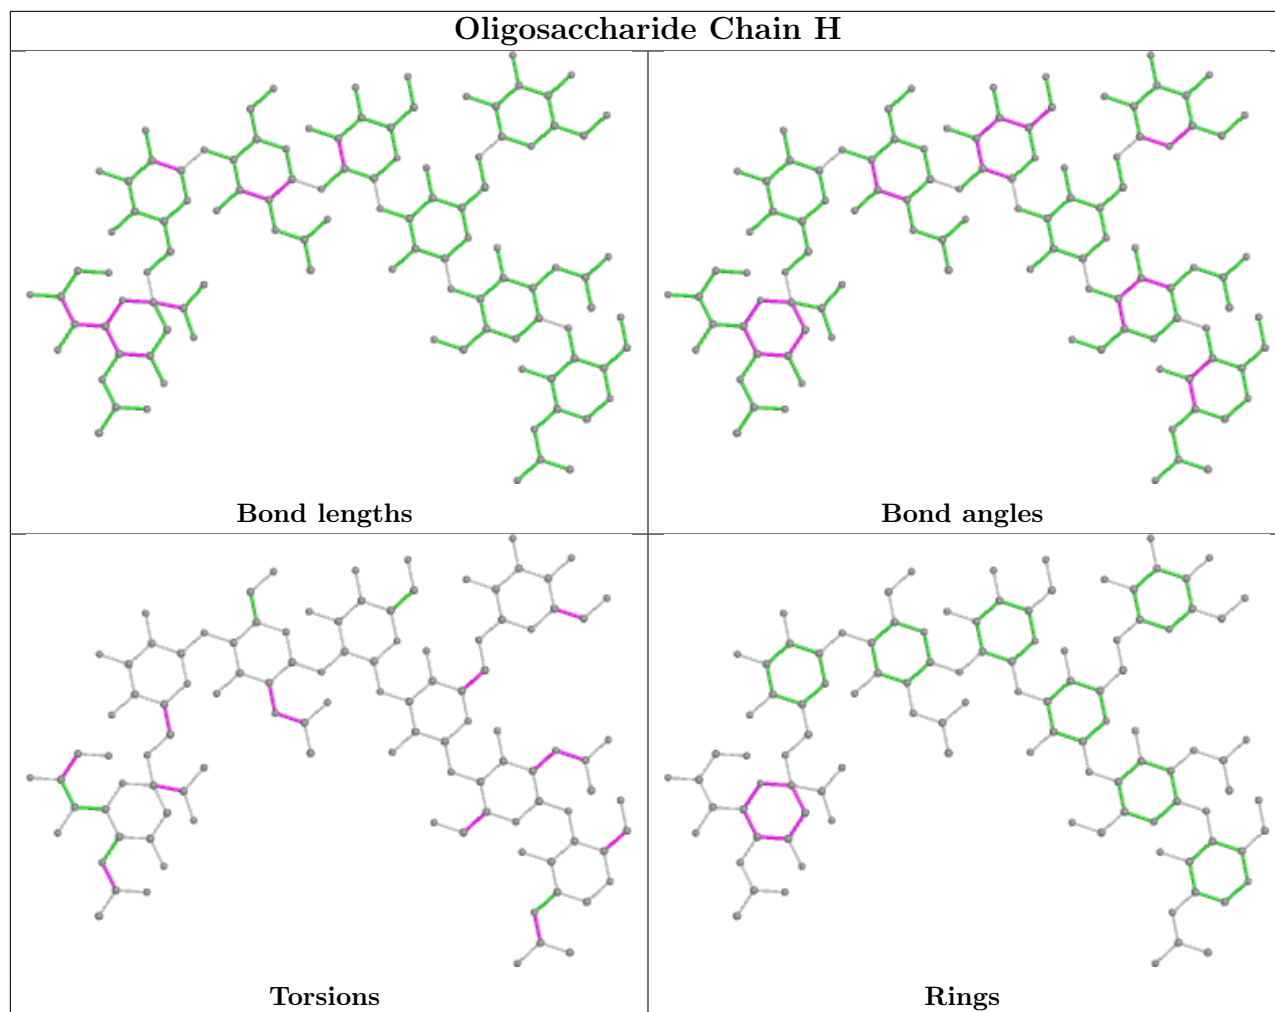 Oligosaccharide Chain H
Bond lengths
Bond angles
Torsions
Rings